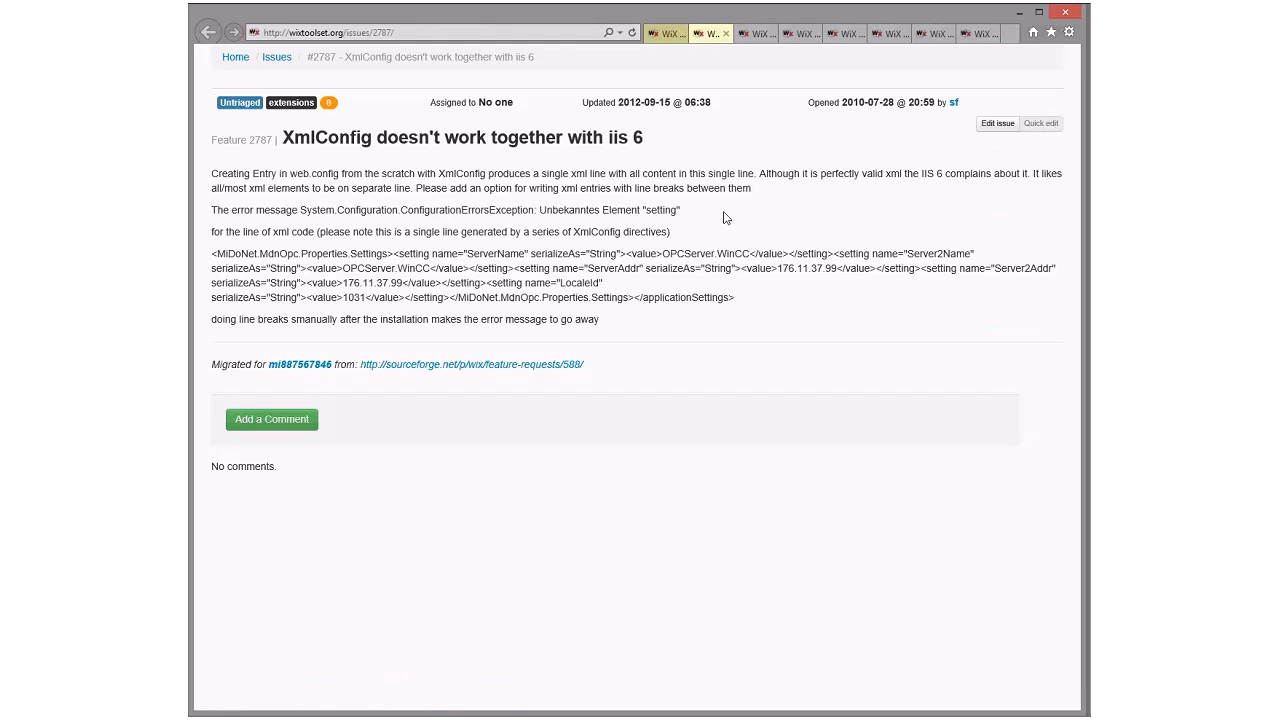 http://wixtoolset.org/issues/2787/
WiX ...
W..
WiX ...
WiX ...
WiX ...
WiX ...
WiX ...
WiX ...
Home / Issues / #2787 - XmlConfig doesn't work together with iis 6
Untriaged extensions 0 Assigned to No one Updated 2012-09-15 @ 06:38 Opened 2010-07-28 @ 20:59 by sf
Edit issue Quick edit
Feature 2787 | XmlConfig doesn't work together with iis 6
Creating Entry in web.config from the scratch with XmlConfig produces a single xml line with all content in this single line. Although it is perfectly valid xml the IIS 6 complains about it. It likes
all/most xml elements to be on separate line. Please add an option for writing xml entries with line breaks between them
The error message System.Configuration.ConfigurationErrorsException: Unbekanntes Element "setting"
for the line of xml code (please note this is a single line generated by a series of XmlConfig directives)
<MiDoNet.MdnOpc.Properties.Settings><setting name="ServerName" serializeAs="String"><value>OPCServer.WinCC</value></setting><setting name="Server2Name"
serializeAs="String"><value>OPCServer.WinCC</value></setting><setting name="ServerAddr" serializeAs="String"><value>176.11.37.99</value></setting><setting name="Server2Addr"
serializeAs="String"><value>176.11.37.99</value></setting><setting name="LocaleId"
serializeAs="String"><value>1031</value></setting></MiDoNet.MdnOpc.Properties.Settings></applicationSettings>
doing line breaks smanually after the installation makes the error message to go away
Migrated for mi887567846 from: http://sourceforge.net/p/wix/feature-requests/588/
Add a Comment
No comments.